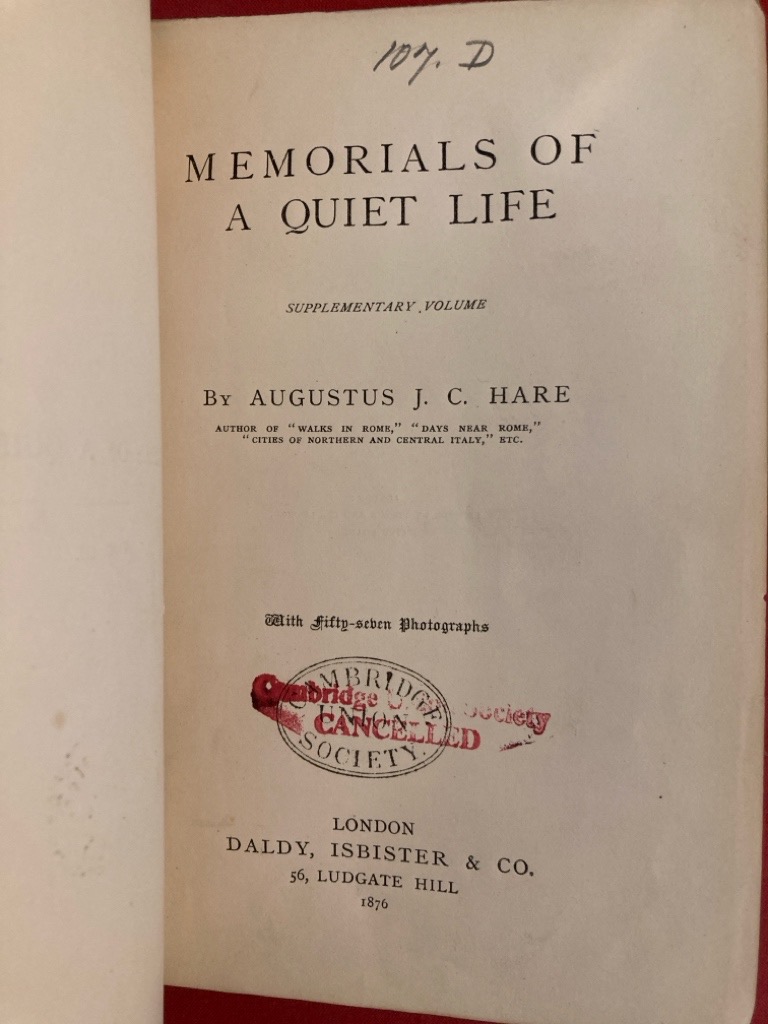 107. D
MEMORIALS OF
A QUIET LIFE
SUPPLEMENTARY VOLUME
By AUGUSTUS J. C. HARE
AUTHOR OF "WALKS IN ROME," "DAYS NEAR ROME,"
"CITIES OF NORTHERN AND CENTRAL ITALY," ETC.
With Fifty-seven Photographs
CAMBRIDGE
UNION
SOCIETY.
Cambridge Society
CANCELLED
LONDON
DALDY, ISBISTER & CO.
56, LUDGATE HILL
1876